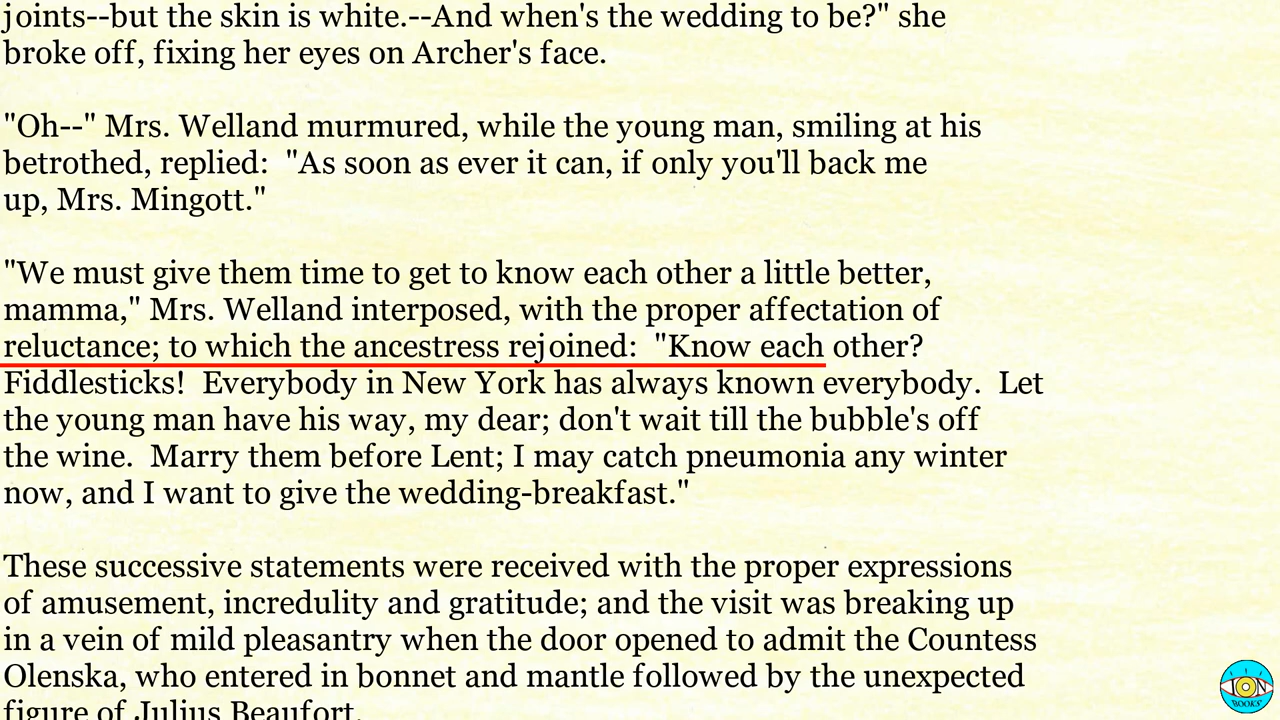 joints--but the skin is white.--And when's the wedding to be?" she
broke off, fixing her eyes on Archer's face.
"Oh--" Mrs. Welland murmured, while the young man, smiling at his
betrothed, replied:  "As soon as ever it can, if only you'll back me
up, Mrs. Mingott."
"We must give them time to get to know each other a little better,
mamma," Mrs. Welland interposed, with the proper affectation of
reluctance; to which the ancestress rejoined:  "Know each other?
Fiddlesticks!  Everybody in New York has always known everybody.  Let
the young man have his way, my dear; don't wait till the bubble's off
the wine.  Marry them before Lent; I may catch pneumonia any winter
now, and I want to give the wedding-breakfast."
These successive statements were received with the proper expressions
of amusement, incredulity and gratitude; and the visit was breaking up
in a vein of mild pleasantry when the door opened to admit the Countess
Olenska, who entered in bonnet and mantle followed by the unexpected
figure of Julius Beaufort.
ION
BOOKS